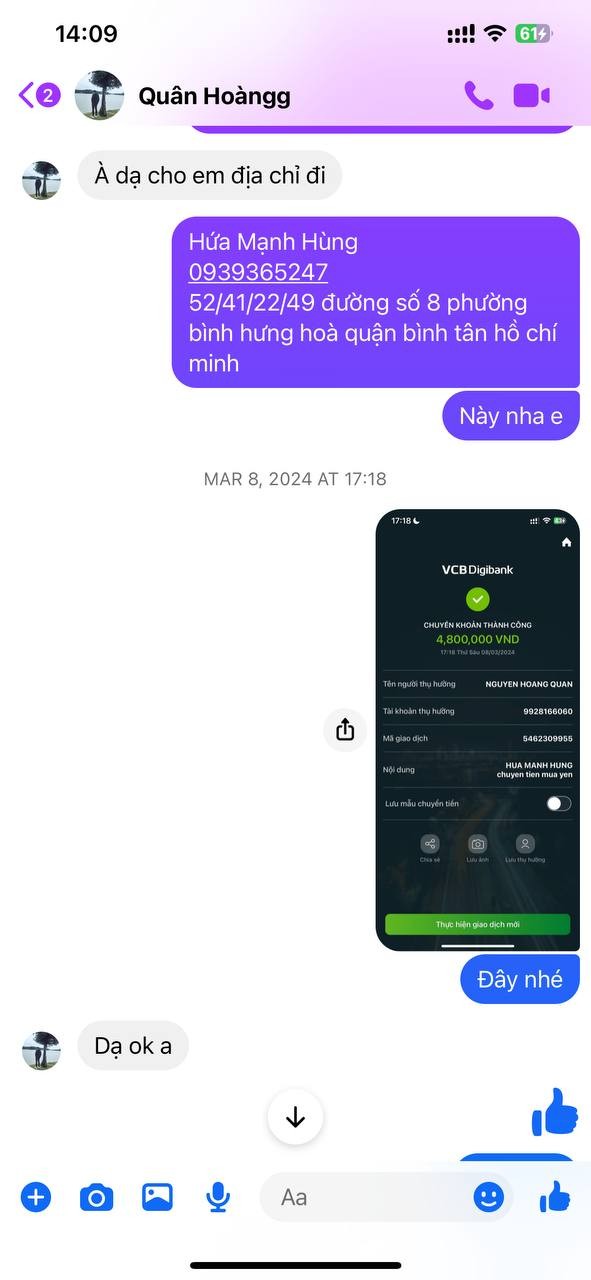 14:09
61
2
Quân Hoàngg
À dạ cho em địa chỉ đi
Hứa Mạnh Hùng
0939365247
52/41/22/49 đường số 8 phường
bình hưng hoà quận bình tân hồ chí
minh
Này nha e
MAR 8, 2024 AT 17:18
17:18
VCB Digibank
CHUYỂN KHOẢN THÀNH CÔNG
4,800,000 VND
17:18 Thứ Sáu 08/03/2024
Tên người thụ hưởng NGUYEN HOANG QUAN
Tài khoản thụ hưởng 9928166060
Mã giao dịch 5462309955
Nội dung HUA MANH HUNG
chuyen tien mua yen
Lưu mẫu chuyển tiền
Chia sẻ Lưu ảnh Lưu thụ hưởng
Thực hiện giao dịch mới
Đây nhé
Dạ ok a
Aa